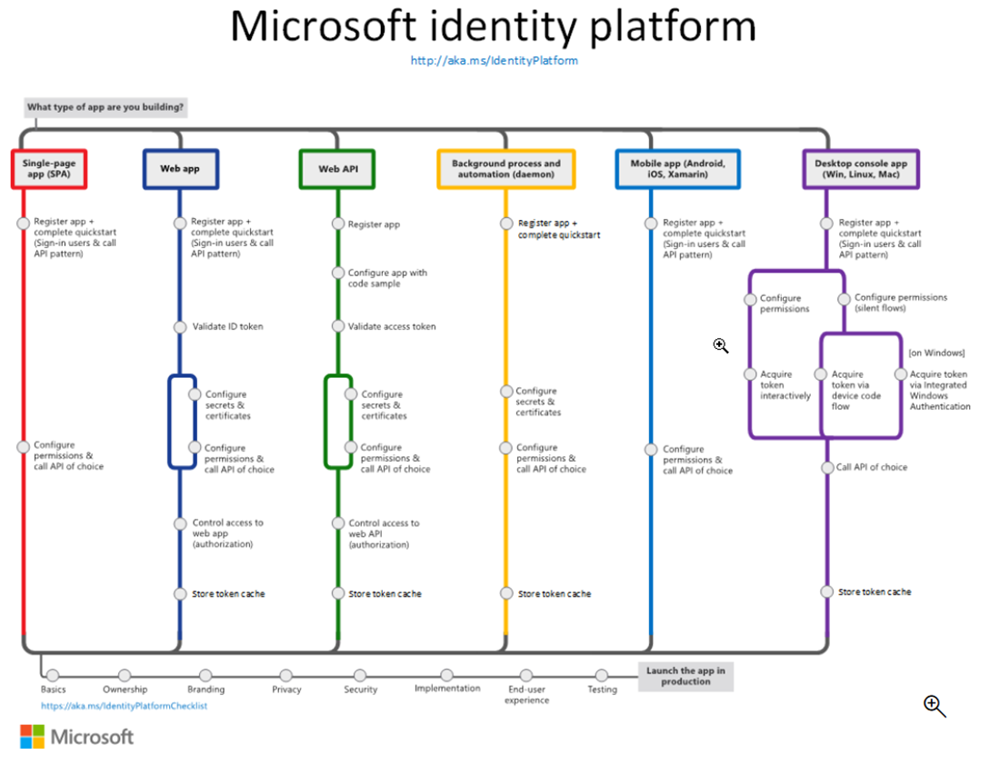 Microsoft identity platform
http://aka.ms/IdentityPlatform
What type of app are you building?
Single-page
app (SPA)
Web app
Web API
Background process and
automation (daemon)
Mobile app (Android,
iOS, Xamarin)
Desktop console app
(Win, Linux, Mac)
Register app +
complete quickstart
(Sign-in users & call
API pattern)
Configure
permissions &
call API of choice
Register app +
complete quickstart
(Sign-in users & call
API pattern)
Validate ID token
Configure
secrets &
certificates
Configure
permissions &
call API of choice
Control access to
web app
(authorization)
Store token cache
Register app
Configure app with
code sample
Validate access token
Configure
secrets &
certificates
Configure
permissions &
call API of choice
Control access to
web API
(authorization)
Store token cache
Register app +
complete quickstart
Configure
secrets &
certificates
Configure
permissions &
call API of choice
Store token cache
Register app +
complete quickstart
(Sign-in users & call
API pattern)
Configure
permissions &
call API of choice
Register app +
complete quickstart
(Sign-in users & call
API pattern)
Configure
permissions
Configure permissions
(silent flows)
Acquire
token
interactively
Acquire
token via
device code
flow
[on Windows]
Acquire token
via Integrated
Windows
Authentication
Call API of choice
Store token cache
Basics
Ownership
Branding
Privacy
Security
Implementation
End-user
experience
Testing
Launch the app in
production
https://aka.ms/IdentityPlatformChecklist
Microsoft